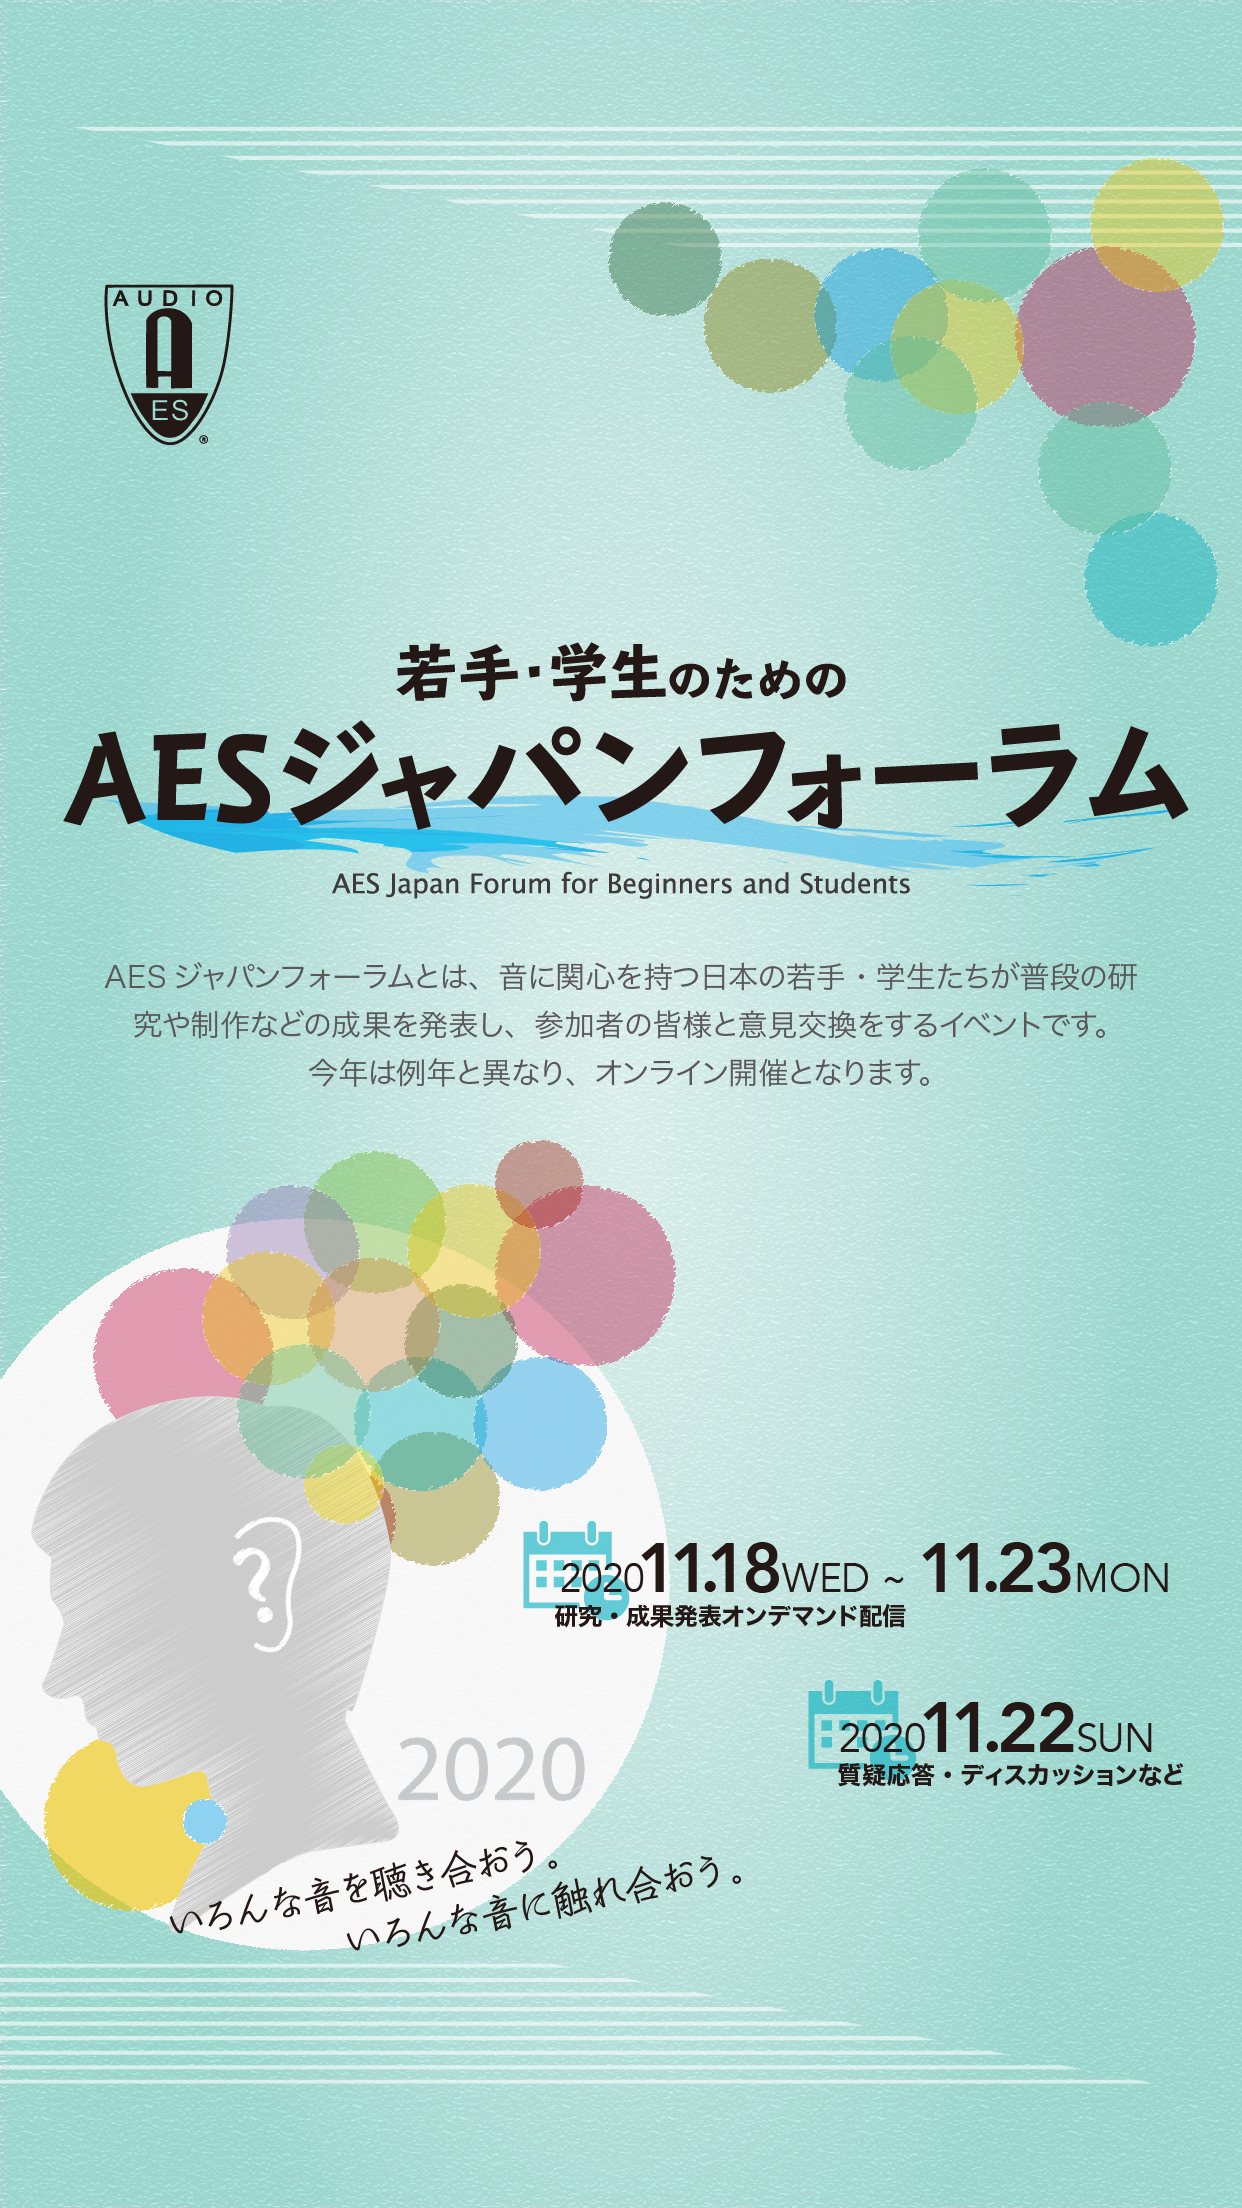 AUDIO
A
ES
®
若手・学生のための
AESジャパンフォーラム
AES Japan Forum for Beginners and Students
AES ジャパンフォーラムとは、音に関心を持つ日本の若手・学生たちが普段の研
究や制作などの成果を発表し、参加者の皆様と意見交換をするイベントです。
今年は例年と異なり、オンライン開催となります。
2020 11.18 WED ~ 11.23 MON
研究・成果発表オンデマンド配信
2020 11.22 SUN
質疑応答・ディスカッションなど
2020
いろんな音を聴き合おう。
いろんな音に触れ合おう。